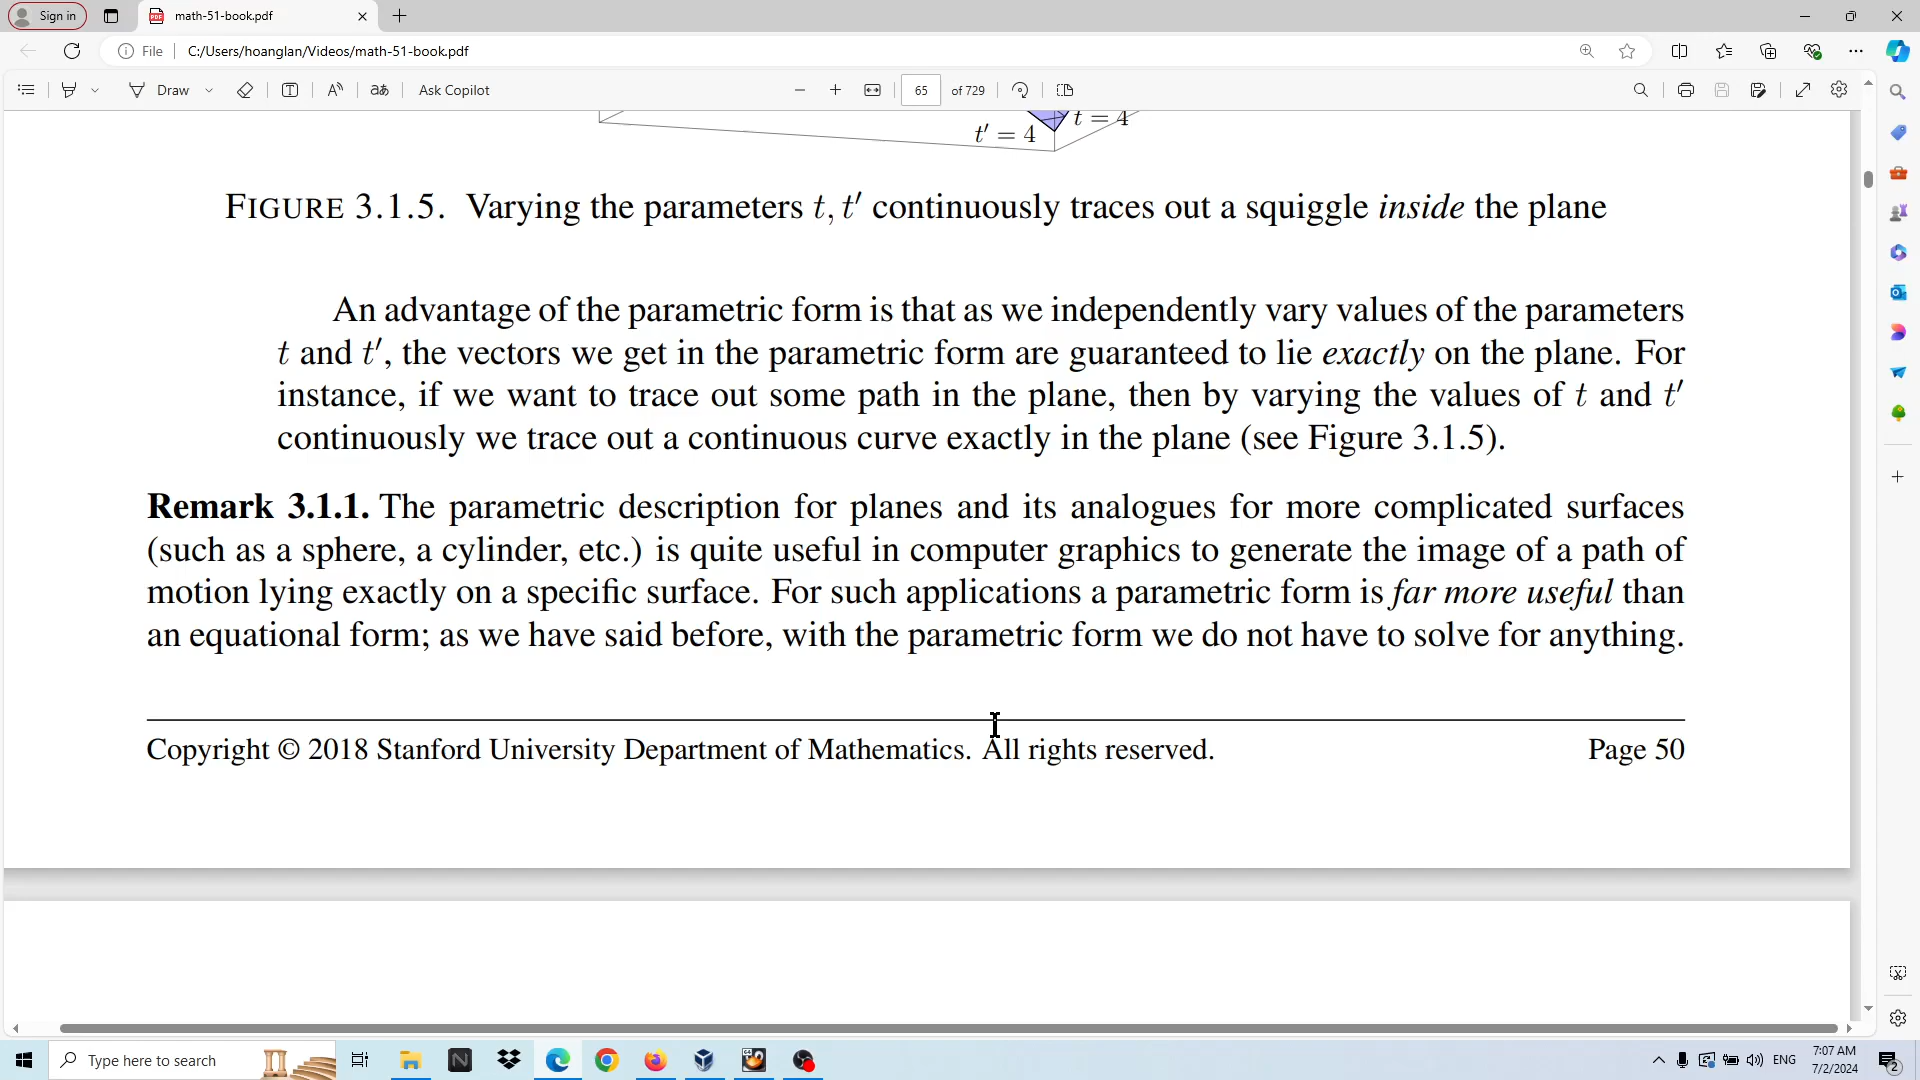 Sign in
math-51-book.pdf
File
C:/Users/hoanglan/Videos/math-51-book.pdf
Draw
Ask Copilot
65
of 729
t = 4
t′ = 4
FIGURE 3.1.5. Varying the parameters t, t′ continuously traces out a squiggle inside the plane
An advantage of the parametric form is that as we independently vary values of the parameters
t and t′, the vectors we get in the parametric form are guaranteed to lie exactly on the plane. For
instance, if we want to trace out some path in the plane, then by varying the values of t and t′
continuously we trace out a continuous curve exactly in the plane (see Figure 3.1.5).
Remark 3.1.1. The parametric description for planes and its analogues for more complicated surfaces
(such as a sphere, a cylinder, etc.) is quite useful in computer graphics to generate the image of a path of
motion lying exactly on a specific surface. For such applications a parametric form is far more useful than
an equational form; as we have said before, with the parametric form we do not have to solve for anything.
Copyright © 2018 Stanford University Department of Mathematics. All rights reserved.
Page 50
Type here to search
ENG
7:07 AM
7/2/2024
2